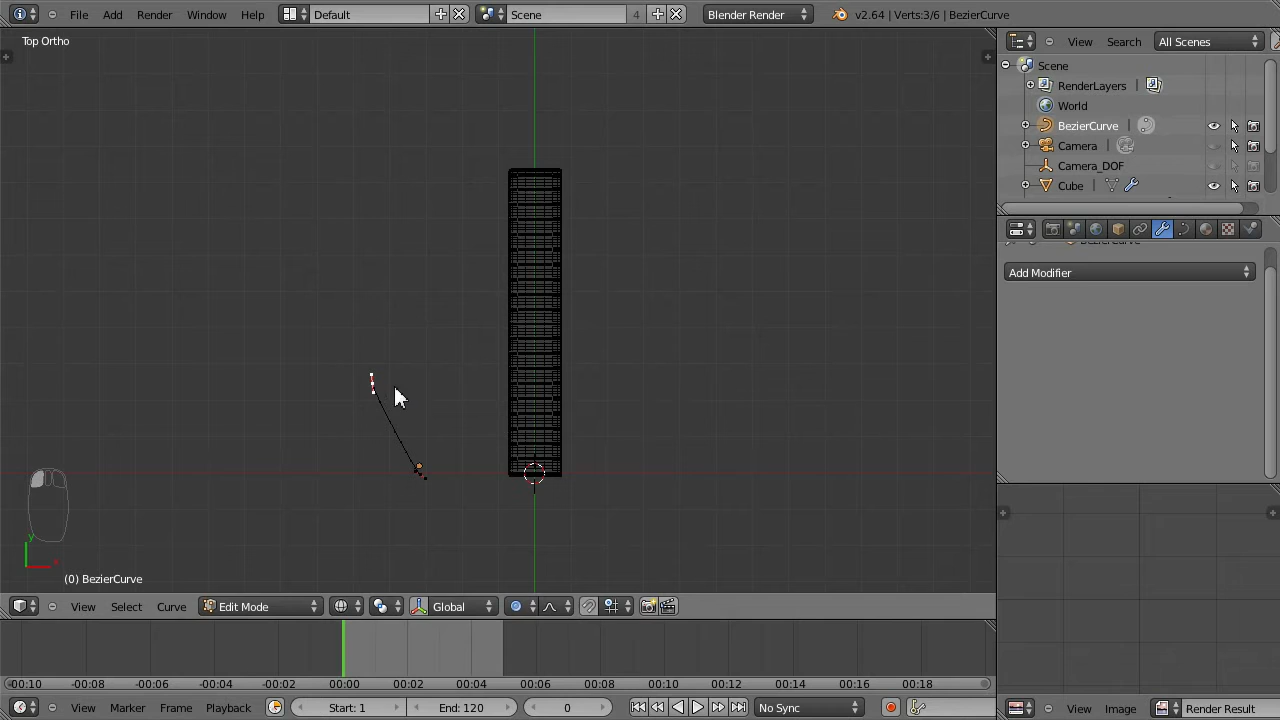 File Add Render Window Help Default Scene 4 Blender Render v2.64 | Verts:3/6 | BezierCurve
Top Ortho
View Search All Scenes
Scene
RenderLayers
World
BezierCurve
Camera
Camera_DOF
Cube
BezierCurve
Add Modifier
y
x
(0) BezierCurve
View Select Curve Edit Mode Global
-00:10 -00:08 -00:06 -00:04 -00:02 00:00 00:02 00:04 00:06 00:08 00:10 00:12 00:14 00:16 00:18
View Marker Frame Playback Start: 1 End: 120 0 No Sync View Image Render Result